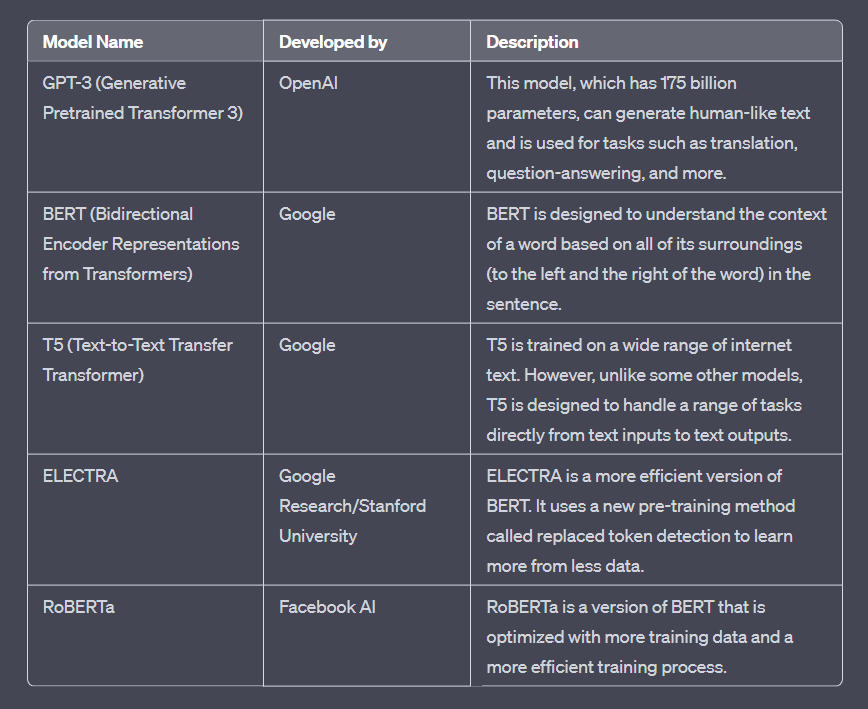 Model Name Developed by Description
GPT-3 (Generative
Pretrained Transformer 3)
OpenAI
This model, which has 175 billion
parameters, can generate human-like text
and is used for tasks such as translation,
question-answering, and more.
BERT (Bidirectional
Encoder Representations
from Transformers)
Google
BERT is designed to understand the context
of a word based on all of its surroundings
(to the left and the right of the word) in the
sentence.
T5 (Text-to-Text Transfer
Transformer)
Google
T5 is trained on a wide range of internet
text. However, unlike some other models,
T5 is designed to handle a range of tasks
directly from text inputs to text outputs.
ELECTRA
Google
Research/Stanford
University
ELECTRA is a more efficient version of
BERT. It uses a new pre-training method
called replaced token detection to learn
more from less data.
RoBERTa
Facebook AI
RoBERTa is a version of BERT that is
optimized with more training data and a
more efficient training process.